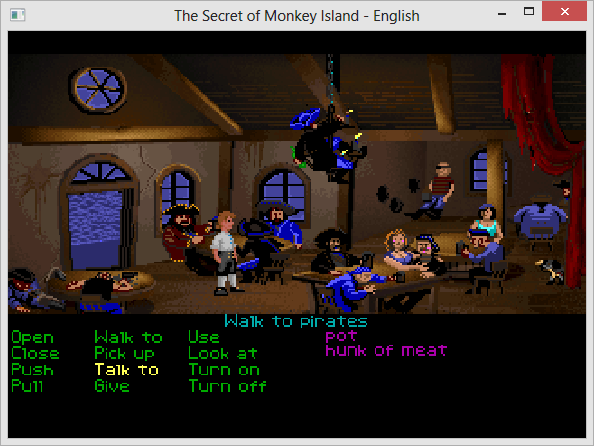 The Secret of Monkey Island - English
Walk to pirates
Open Walk to Use pot
Close Pick up Look at hunk of meat
Push Talk to Turn on
Pull Give Turn off